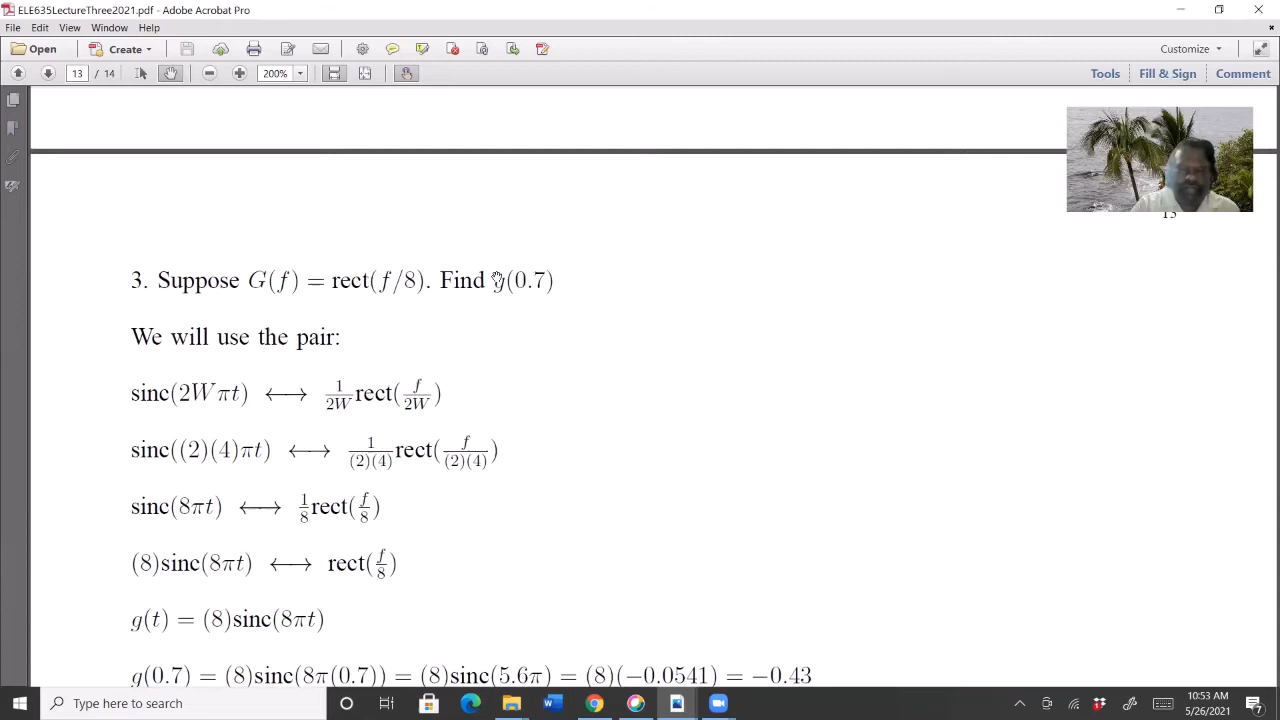 ELE635LectureThree2021.pdf - Adobe Acrobat Pro
File Edit View Window Help
Open Create Customize
13 / 14 200% Tools Fill & Sign Comment
3. Suppose G(f) = rect(f/8). Find g(0.7)
We will use the pair:
sinc(2Wπt) ⟷ 1/2W rect(f/2W)
sinc((2)(4)πt) ⟷ 1/(2)(4) rect(f/(2)(4))
sinc(8πt) ⟷ 1/8 rect(f/8)
(8)sinc(8πt) ⟷ rect(f/8)
g(t) = (8)sinc(8πt)
g(0.7) = (8)sinc(8π(0.7)) = (8)sinc(5.6π) = (8)(−0.0541) = −0.43
Type here to search
10:53 AM
5/26/2021
7